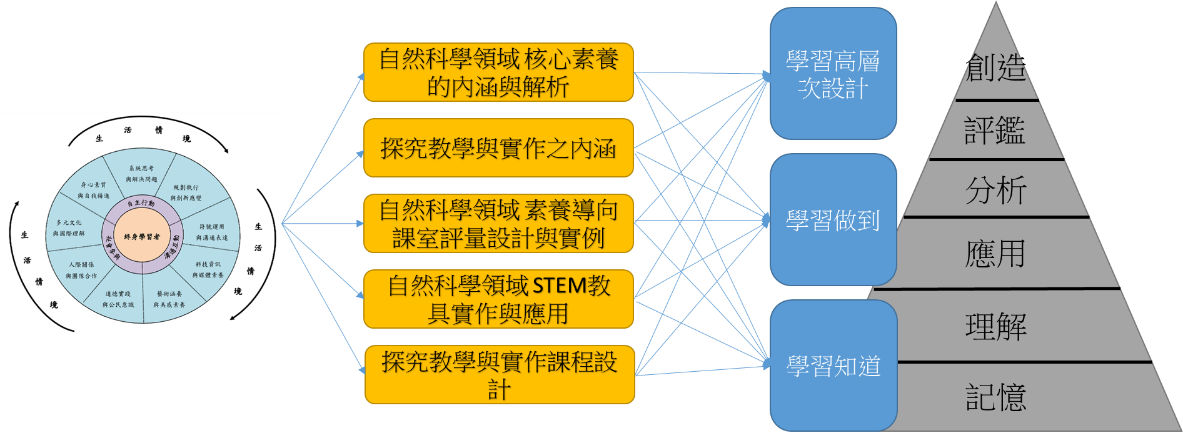 生活情境
生活情境
生活情境
系統思考
與解決問題
規劃執行
與創新應變
符號運用
與溝通表達
科技資訊
與媒體素養
藝術涵養
與美感素養
道德實踐
與公民意識
人際關係
與團隊合作
多元文化
與國際理解
身心素質
與自我精進
自主行動
溝通互動
社會參與
終身學習者
自然科學領域 核心素養
的內涵與解析
探究教學與實作之內涵
自然科學領域 素養導向
課室評量設計與實例
自然科學領域 STEM教
具實作與應用
探究教學與實作課程設
計
學習高層
次設計
學習做到
學習知道
創造
評鑑
分析
應用
理解
記憶